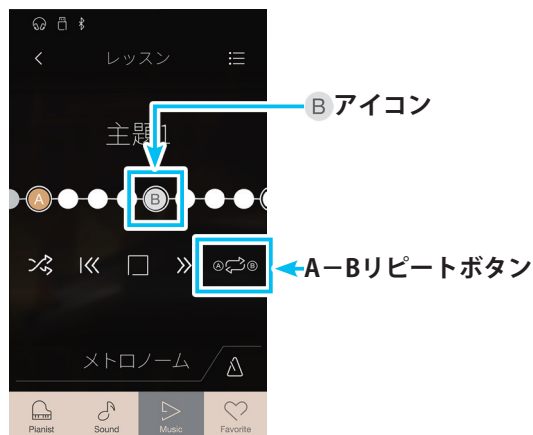 レッスン
主題1
A
B
A B
メトロノーム
Pianist Sound Music Favorite
Bアイコン
A－Bリピートボタン